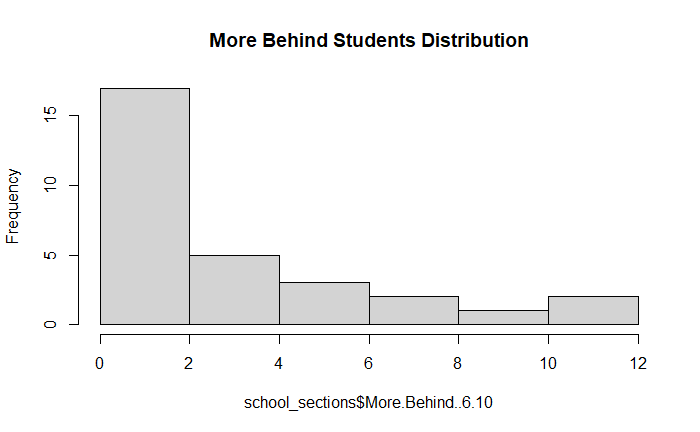 More Behind Students Distribution
Frequency
15
10
5
0
0 2 4 6 8 10 12
school_sections$More.Behind..6.10